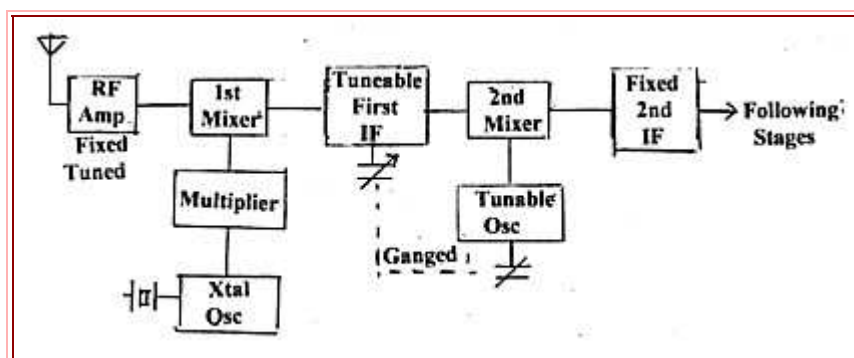 RF
Amp.
Fixed
Tuned
1st
Mixer
Tuneable
First
IF
2nd
Mixer
Fixed
2nd
IF
Following
Stages
Multiplier
Tunable
Osc
Ganged
Xtal
Osc